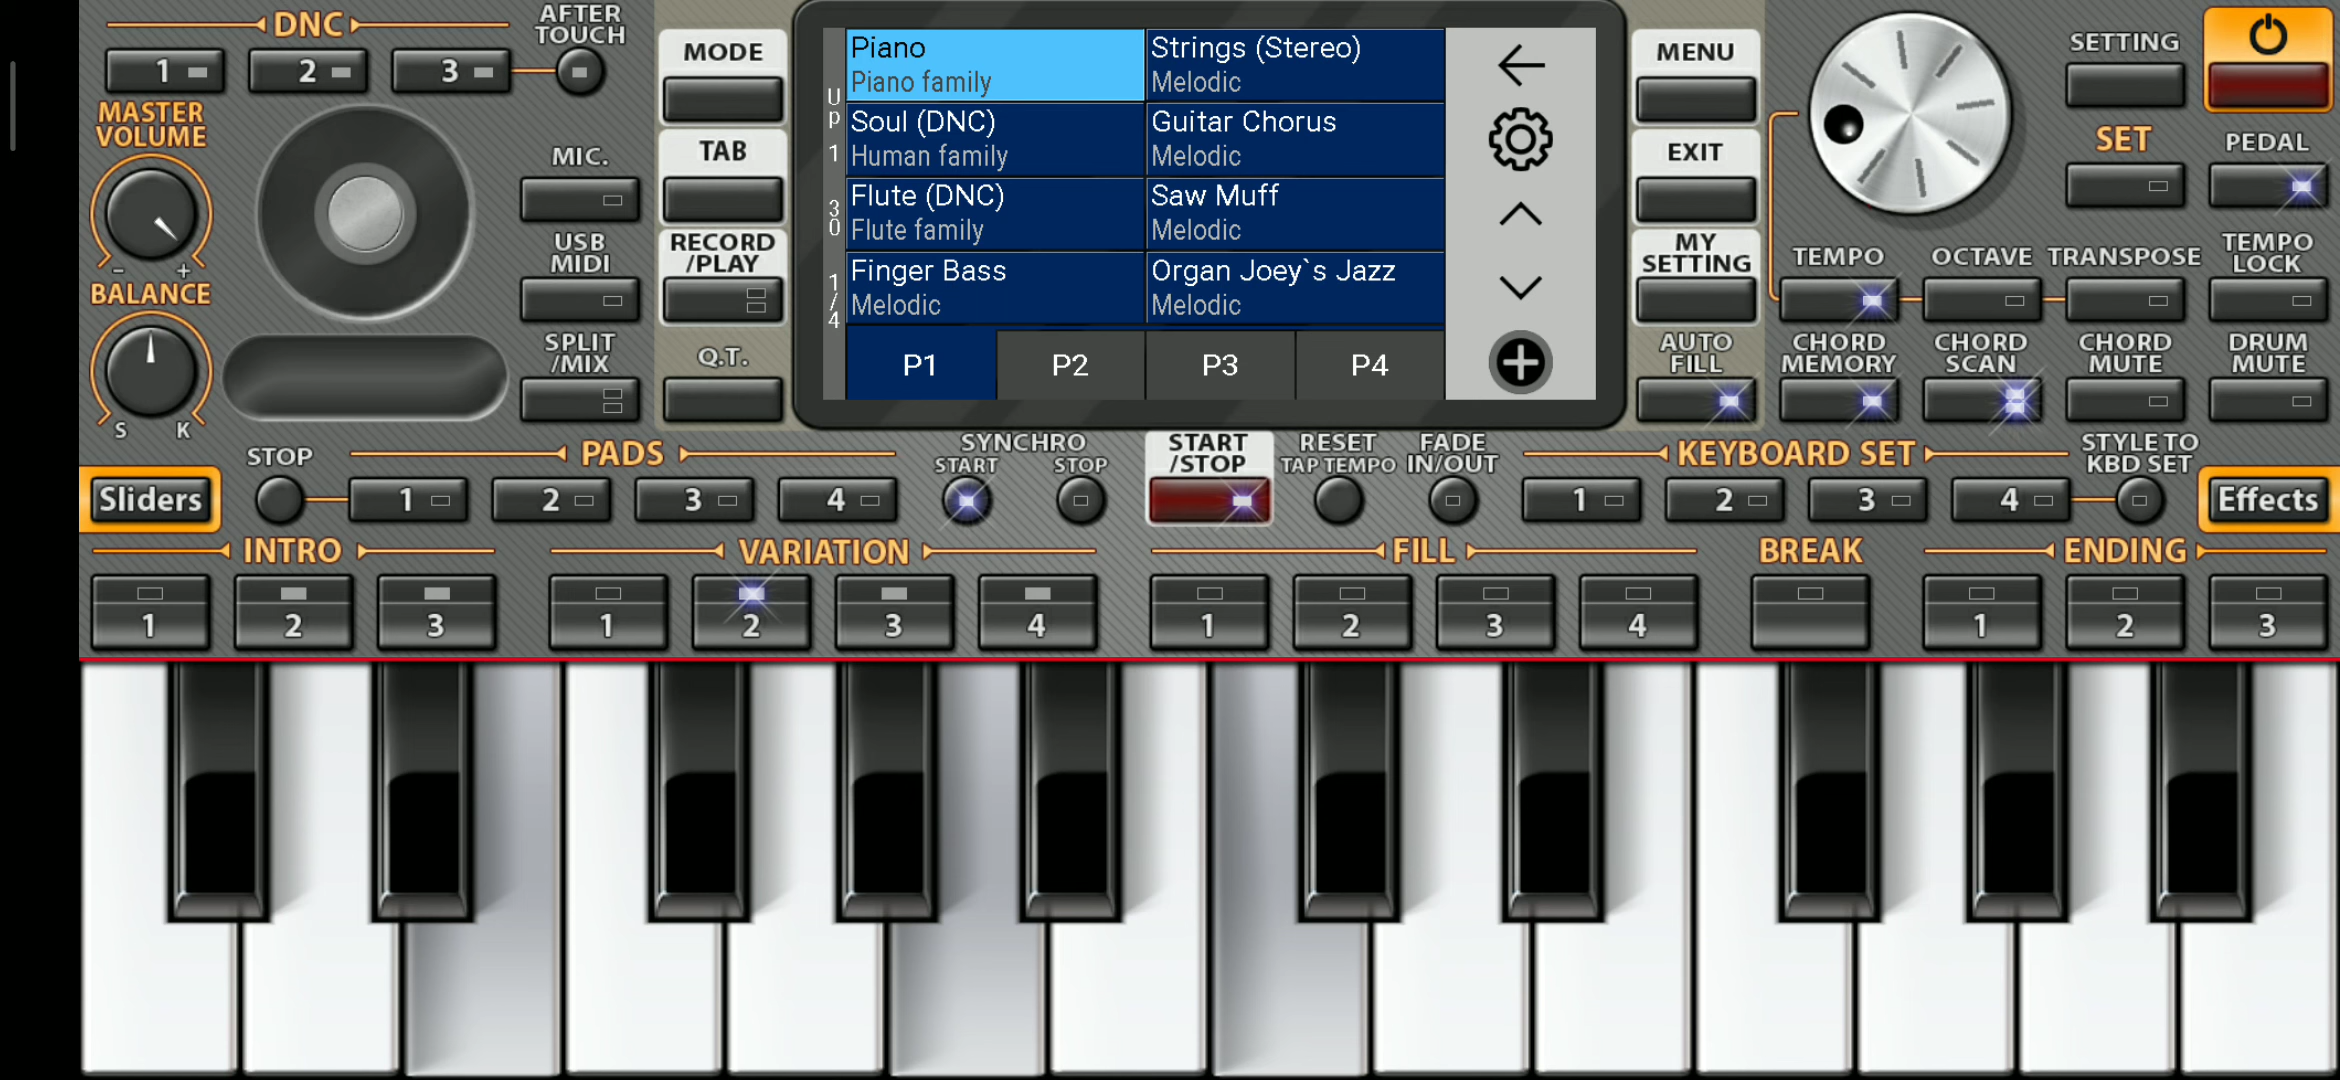 DNC
AFTER
TOUCH
1
2
3
MASTER
VOLUME
- +
BALANCE
S K
MIC.
USB
MIDI
SPLIT
/MIX
MODE
TAB
RECORD
/PLAY
Q.T.
Up 1
30
1/4
Piano
Piano family
Strings (Stereo)
Melodic
Soul (DNC)
Human family
Guitar Chorus
Melodic
Flute (DNC)
Flute family
Saw Muff
Melodic
Finger Bass
Melodic
Organ Joey`s Jazz
Melodic
P1
P2
P3
P4
MENU
EXIT
MY
SETTING
AUTO
FILL
SETTING
SET
PEDAL
TEMPO
OCTAVE
TRANSPOSE
TEMPO
LOCK
CHORD
MEMORY
CHORD
SCAN
CHORD
MUTE
DRUM
MUTE
Sliders
STOP
PADS
1
2
3
4
SYNCHRO
START
STOP
START
/STOP
RESET
TAP TEMPO
FADE
IN/OUT
KEYBOARD SET
1
2
3
4
STYLE TO
KBD SET
Effects
INTRO
1
2
3
VARIATION
1
2
3
4
FILL
1
2
3
4
BREAK
ENDING
1
2
3